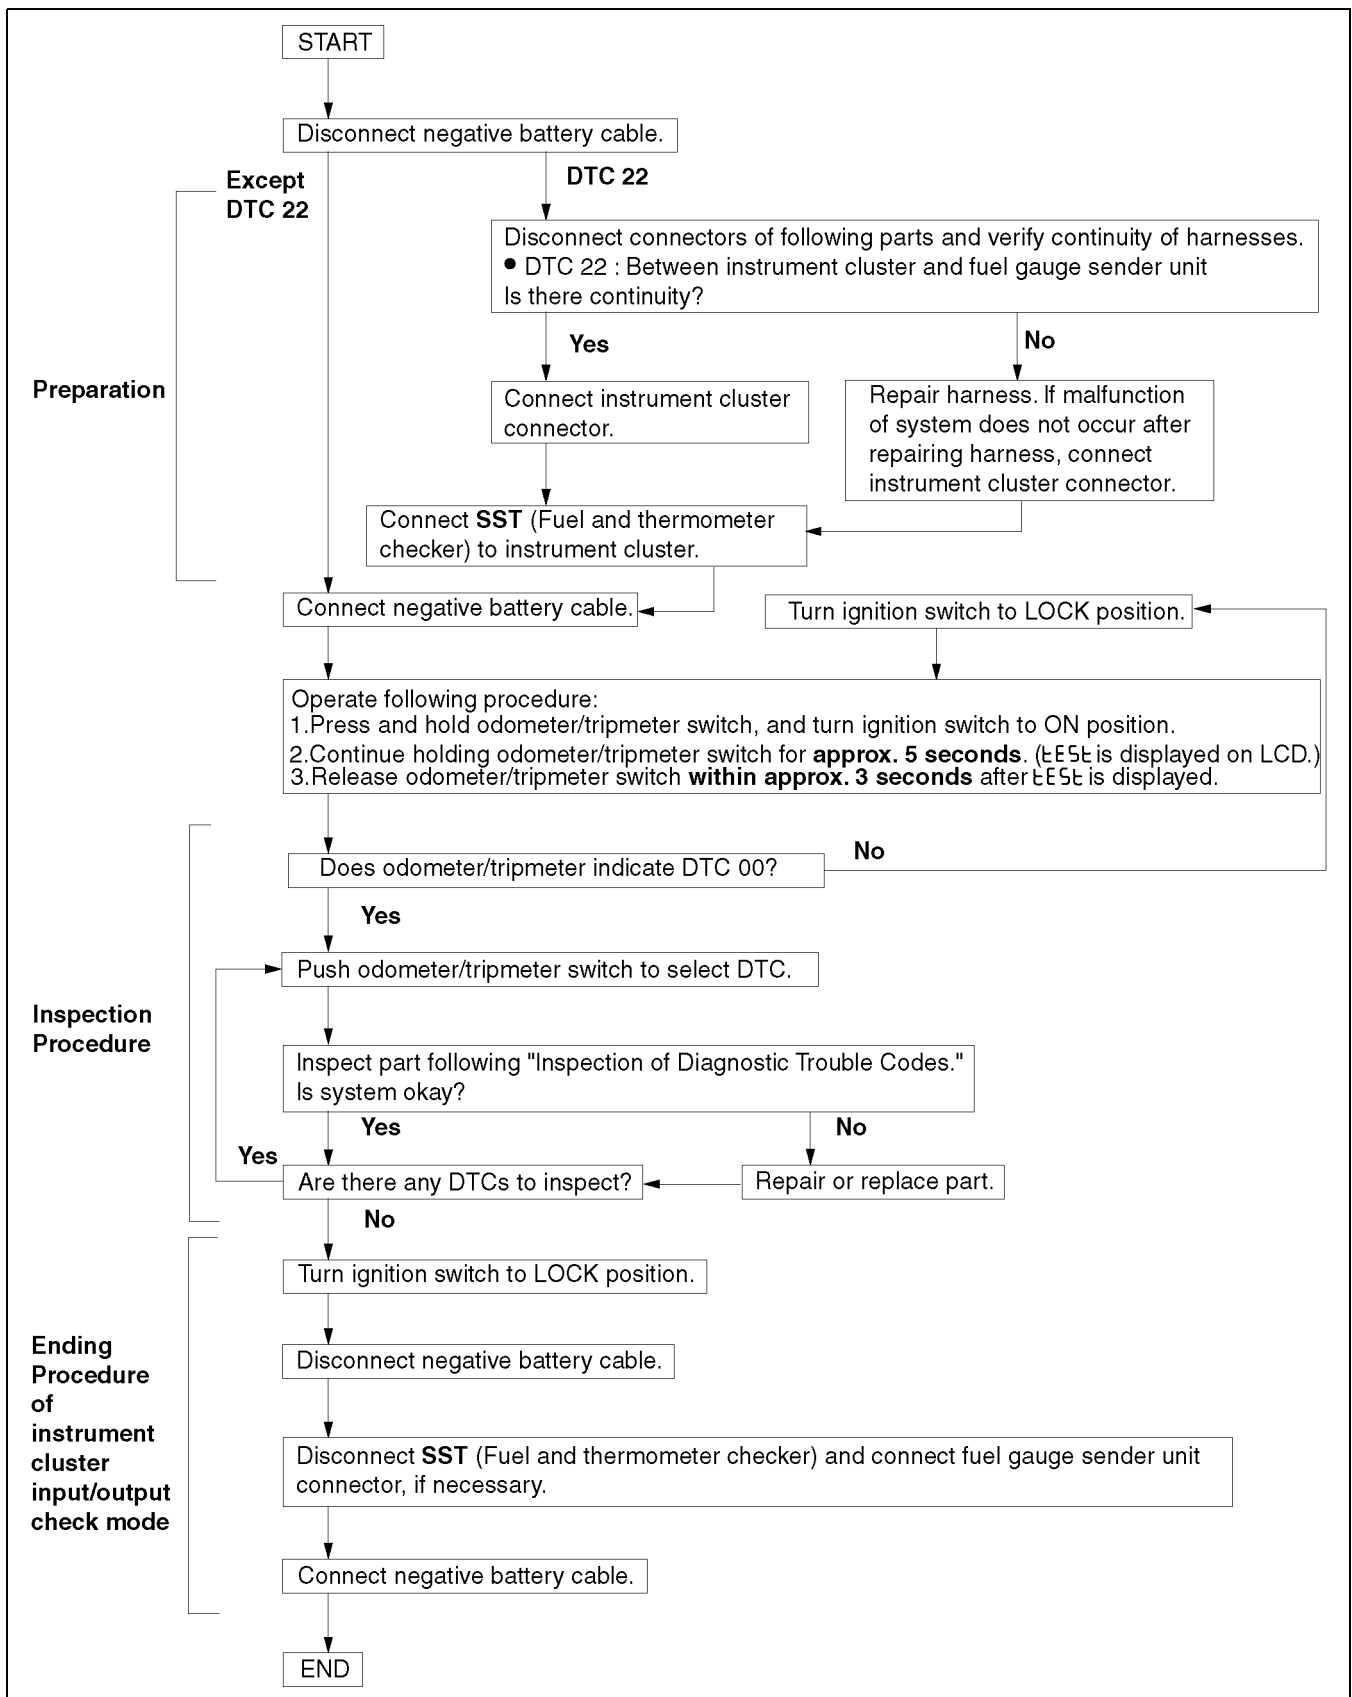 START
Disconnect negative battery cable.
Except
DTC 22
DTC 22
Disconnect connectors of following parts and verify continuity of harnesses.
● DTC 22 : Between instrument cluster and fuel gauge sender unit
Is there continuity?
Yes
No
Preparation
Connect instrument cluster
connector.
Repair harness. If malfunction
of system does not occur after
repairing harness, connect
instrument cluster connector.
Connect SST (Fuel and thermometer
checker) to instrument cluster.
Connect negative battery cable.
Turn ignition switch to LOCK position.
Operate following procedure:
1.Press and hold odometer/tripmeter switch, and turn ignition switch to ON position.
2.Continue holding odometer/tripmeter switch for approx. 5 seconds. (tESt is displayed on LCD.)
3.Release odometer/tripmeter switch within approx. 3 seconds after tESt is displayed.
Does odometer/tripmeter indicate DTC 00?
No
Yes
Push odometer/tripmeter switch to select DTC.
Inspection
Procedure
Inspect part following "Inspection of Diagnostic Trouble Codes."
Is system okay?
Yes
No
Yes
Are there any DTCs to inspect?
Repair or replace part.
No
Turn ignition switch to LOCK position.
Ending
Procedure
of
instrument
cluster
input/output
check mode
Disconnect negative battery cable.
Disconnect SST (Fuel and thermometer checker) and connect fuel gauge sender unit
connector, if necessary.
Connect negative battery cable.
END